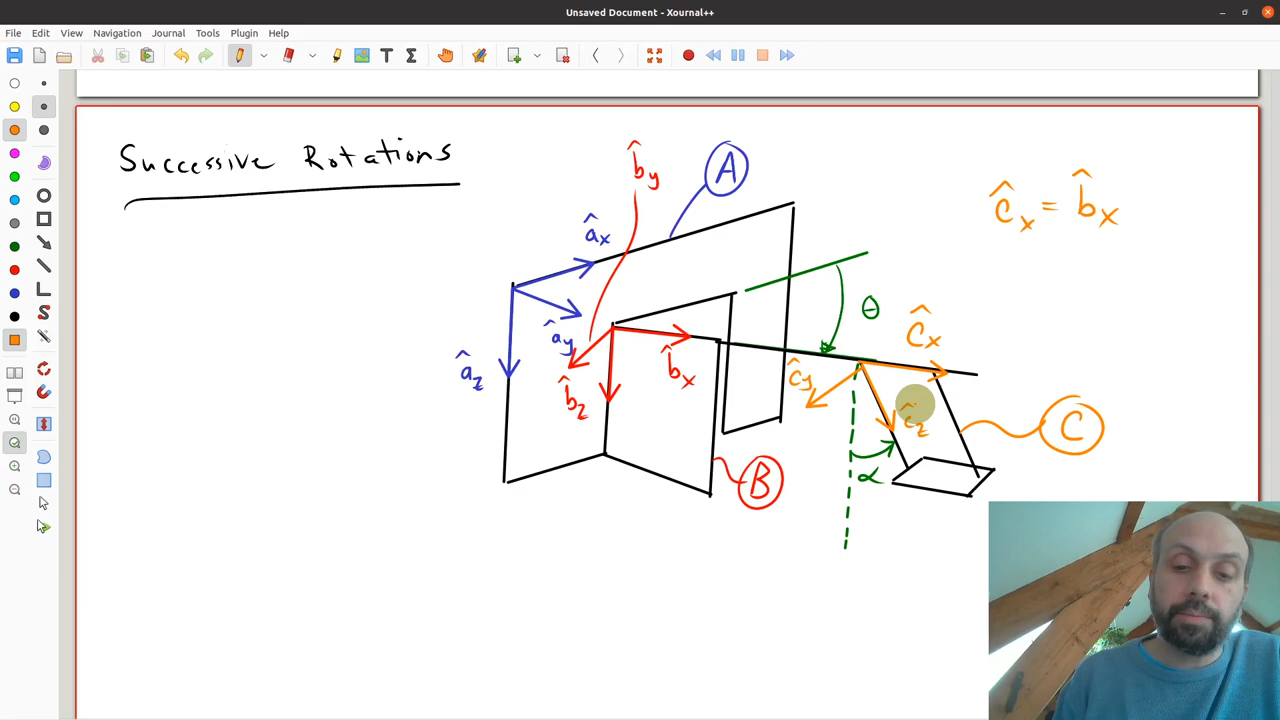 Unsaved Document - Xournal++
File Edit View Navigation Journal Tools Plugin Help
Successive Rotations
b̂y
A
ĉx = b̂x
âx
âz
ây
b̂z
b̂x
B
θ
ĉx
ĉy
ĉz
C
α